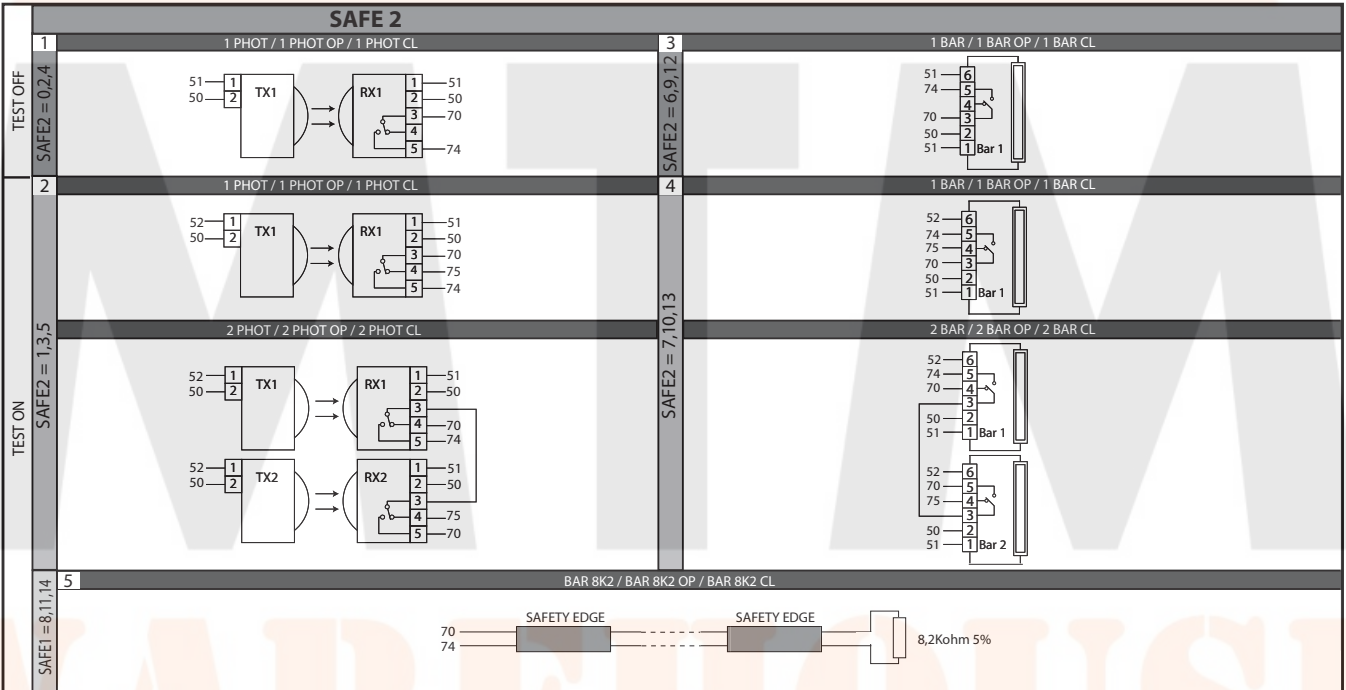 SAFE 2
TEST OFF
SAFE2 = 0,2,4
1
1 PHOT / 1 PHOT OP / 1 PHOT CL
51 1
50 2
TX1
RX1
1 51
2 50
3 70
4
5 74
SAFE2 = 6,9,12
3
1 BAR / 1 BAR OP / 1 BAR CL
51 6
74 5
4
70 3
50 2
51 1 Bar 1
TEST ON
SAFE2 = 1,3,5
2
1 PHOT / 1 PHOT OP / 1 PHOT CL
52 1
50 2
TX1
RX1
1 51
2 50
3 70
4 75
5 74
2 PHOT / 2 PHOT OP / 2 PHOT CL
52 1
50 2
TX1
RX1
1 51
2 50
3
4 70
5 74
52 1
50 2
TX2
RX2
1 51
2 50
3
4 75
5 70
SAFE2 = 7,10,13
4
1 BAR / 1 BAR OP / 1 BAR CL
52 6
74 5
75 4
70 3
50 2
51 1 Bar 1
2 BAR / 2 BAR OP / 2 BAR CL
52 6
74 5
70 4
3
50 2
51 1 Bar 1
52 6
70 5
75 4
3
50 2
51 1 Bar 2
SAFE1 = 8,11,14
5
BAR 8K2 / BAR 8K2 OP / BAR 8K2 CL
70
74
SAFETY EDGE
SAFETY EDGE
8,2Kohm 5%
MTM